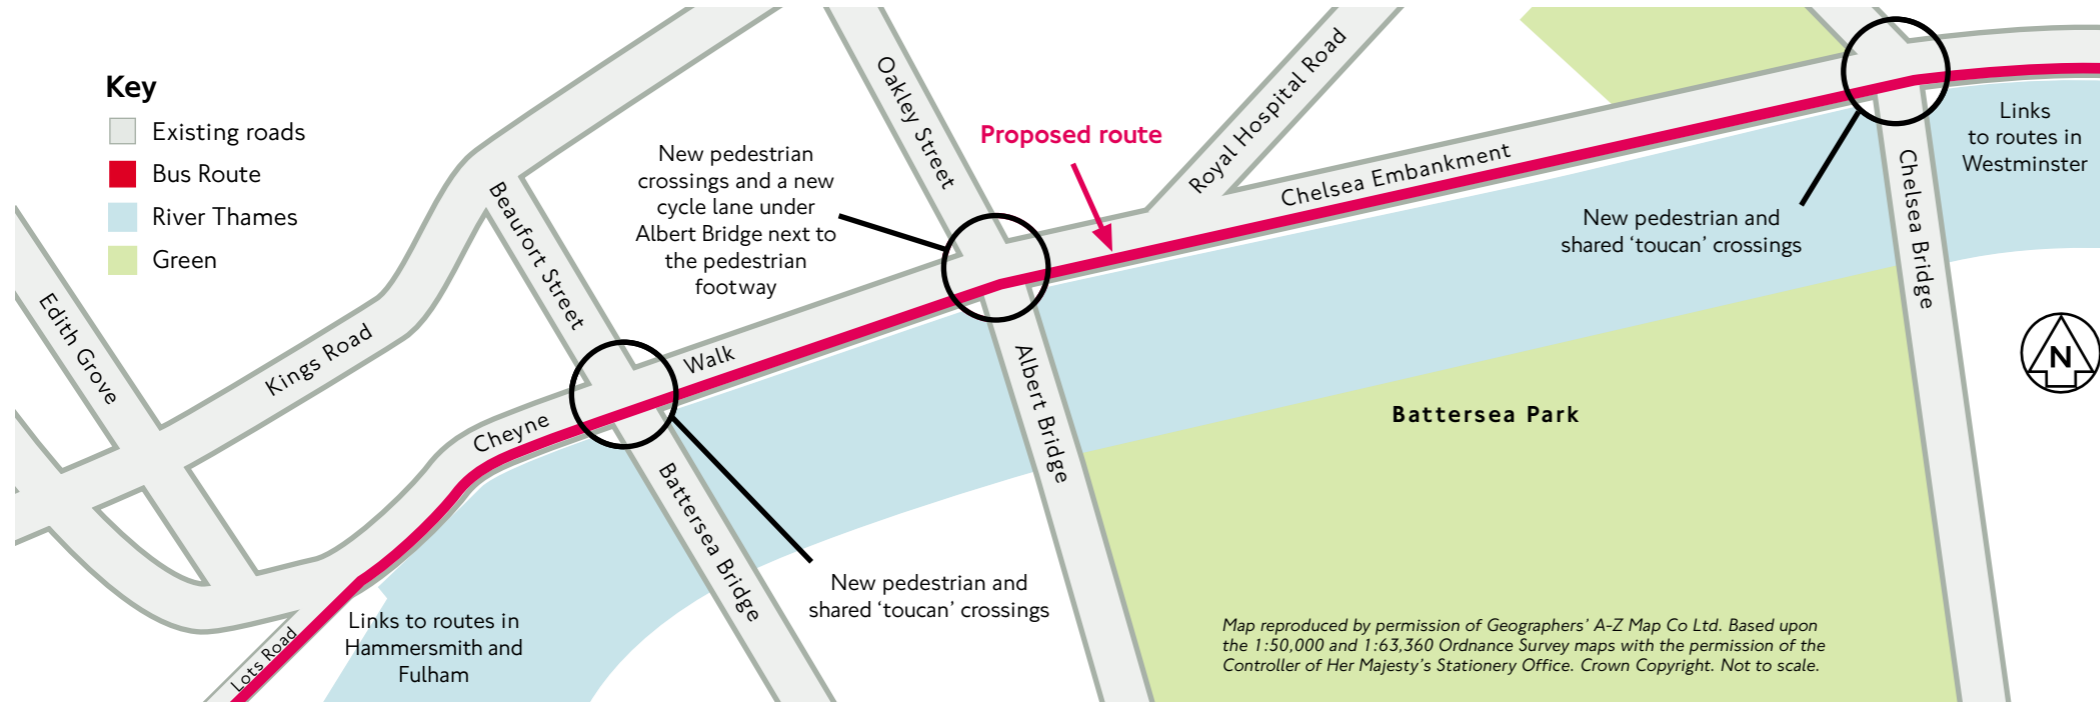 Key
Existing roads
Bus Route
River Thames
Green
Edith Grove
Kings Road
Beaufort Street
New pedestrian
crossings and a new
cycle lane under
Albert Bridge next to
the pedestrian
footway
Oakley Street
Proposed route
Royal Hospital Road
Chelsea Embankment
New pedestrian and
shared ‘toucan’ crossings
Links
to routes in
Westminster
Chelsea Bridge
N
Cheyne Walk
Albert Bridge
Battersea Park
Battersea Bridge
New pedestrian and
shared ‘toucan’ crossings
Links to routes in
Hammersmith and
Fulham
Lots Road
Map reproduced by permission of Geographers’ A-Z Map Co Ltd. Based upon
the 1:50,000 and 1:63,360 Ordnance Survey maps with the permission of the
Controller of Her Majesty’s Stationery Office. Crown Copyright. Not to scale.